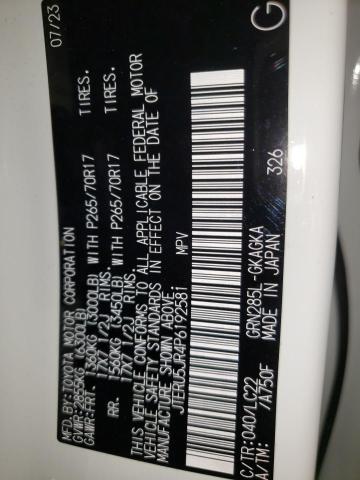 MFD.BY:TOYOTA MOTOR CORPORATION 07/23
GVWR:2855KG (6300LB)
GAWR:FRT. 1360KG (3000LB) WITH P265/70R17 TIRES.
17X7 1/2J RIMS.
RR. 1560KG (3450LB) WITH P265/70R17 TIRES.
17X7 1/2J RIMS.
THIS VEHICLE CONFORMS TO ALL APPLICABLE FEDERAL MOTOR
VEHICLE SAFETY STANDARDS IN EFFECT ON THE DATE OF
MANUFACTURE SHOWN ABOVE.
JTERU5JR4P6182581 MPV
G
C/TR:040/LC22 GRN285L-GKAGKA
A/TM: /A750F MADE IN JAPAN 326